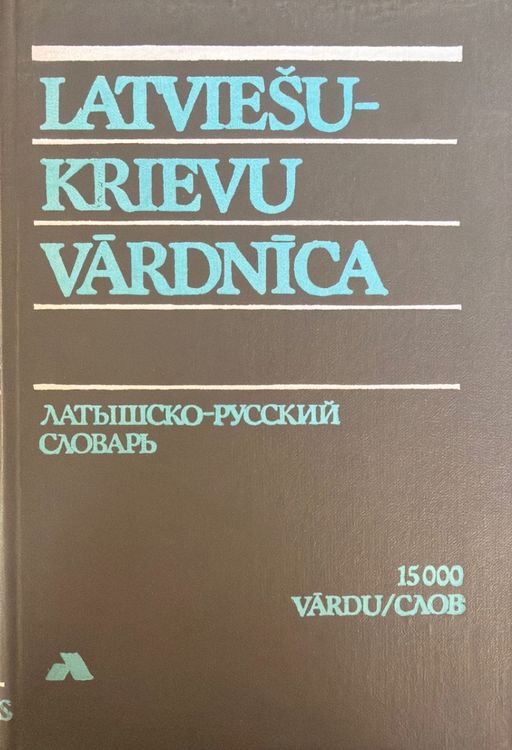 LATVIEŠU-
KRIEVU
VĀRDNĪCA
ЛАТЫШСКО-РУССКИЙ
СЛОВАРЬ
15 000
VĀRDU/СЛОВ